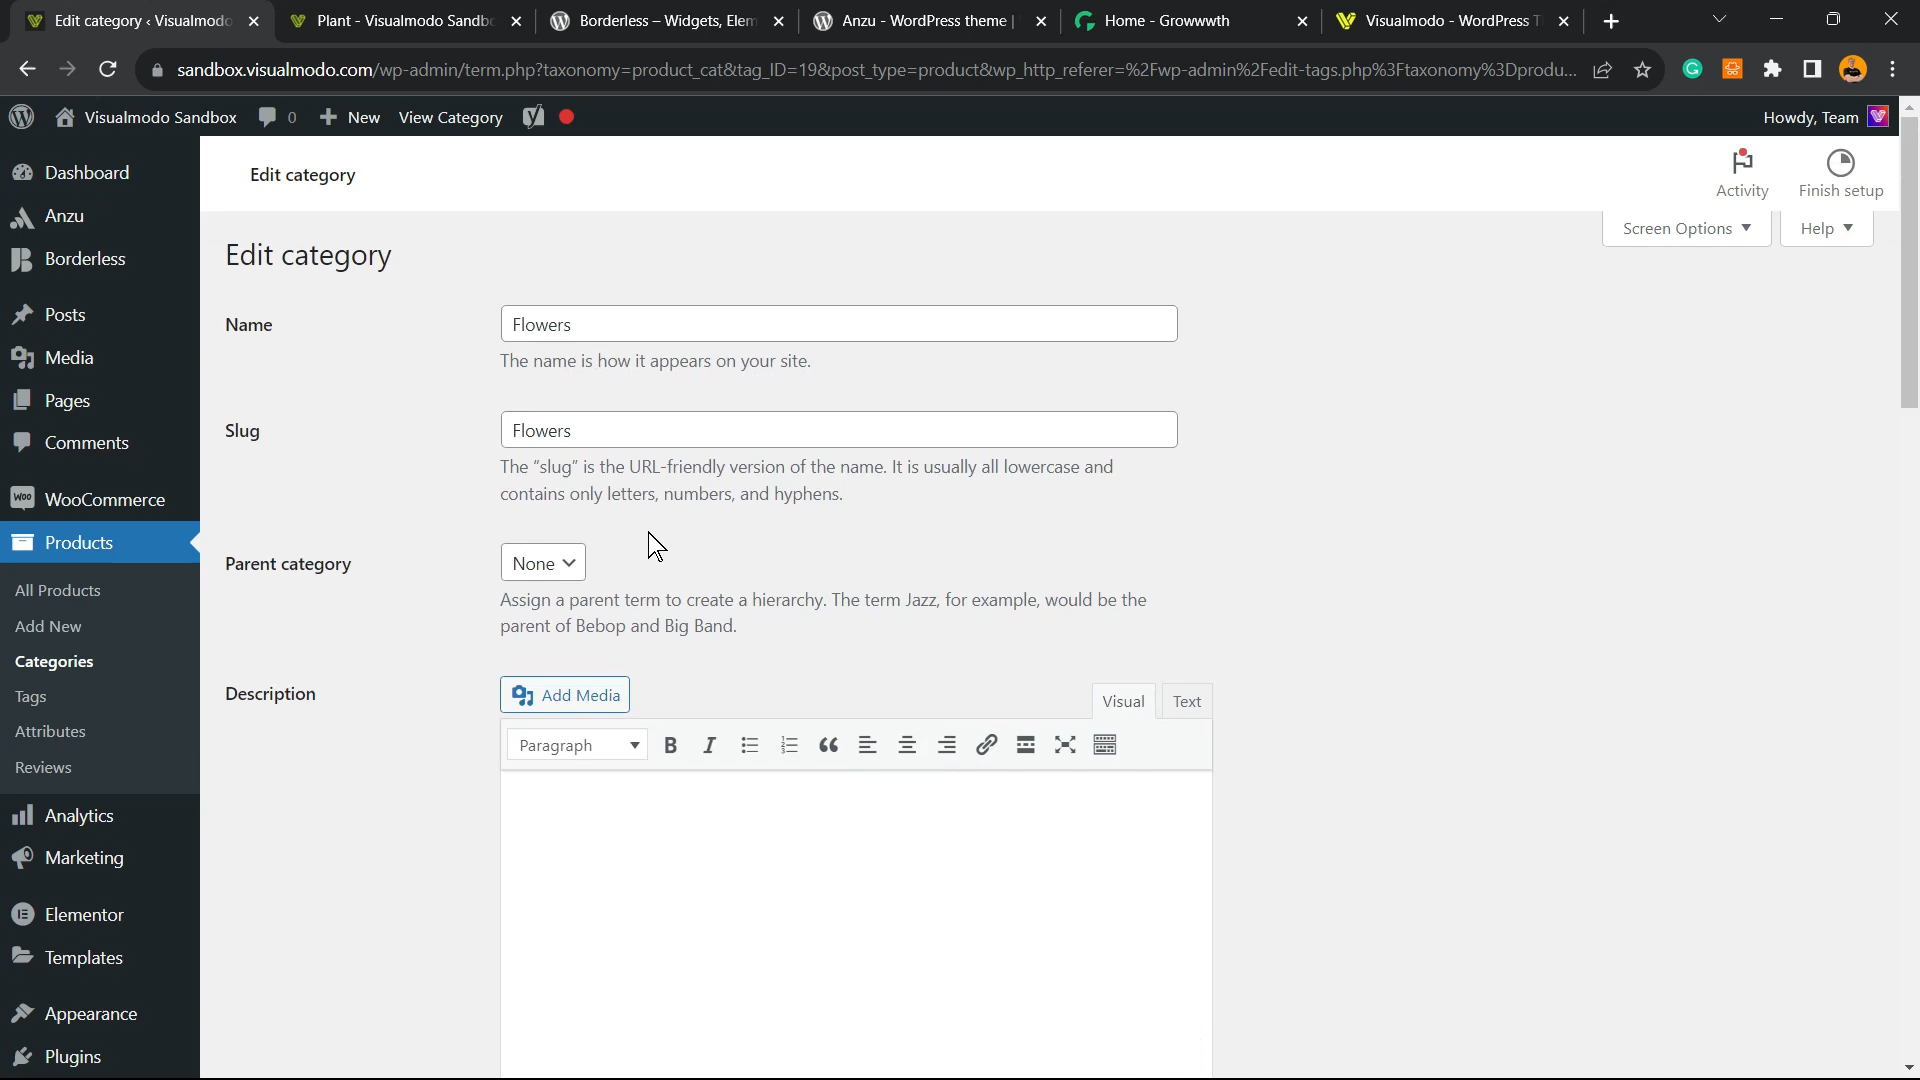 Edit category ‹ Visualmodo
Plant - Visualmodo Sandb
Borderless – Widgets, Elem
Anzu - WordPress theme |
Home - Growwwth
Visualmodo - WordPress T
sandbox.visualmodo.com/wp-admin/term.php?taxonomy=product_cat&tag_ID=19&post_type=product&wp_http_referer=%2Fwp-admin%2Fedit-tags.php%3Ftaxonomy%3Dprodu...
Visualmodo Sandbox
0
New
View Category
Howdy, Team
Dashboard
Anzu
Borderless
Posts
Media
Pages
Comments
WooCommerce
Products
All Products
Add New
Categories
Tags
Attributes
Reviews
Analytics
Marketing
Elementor
Templates
Appearance
Plugins
Edit category
Activity
Finish setup
Screen Options
Help
Edit category
Name
Flowers
The name is how it appears on your site.
Slug
Flowers
The “slug” is the URL-friendly version of the name. It is usually all lowercase and
contains only letters, numbers, and hyphens.
Parent category
None
Assign a parent term to create a hierarchy. The term Jazz, for example, would be the
parent of Bebop and Big Band.
Description
Add Media
Visual
Text
Paragraph